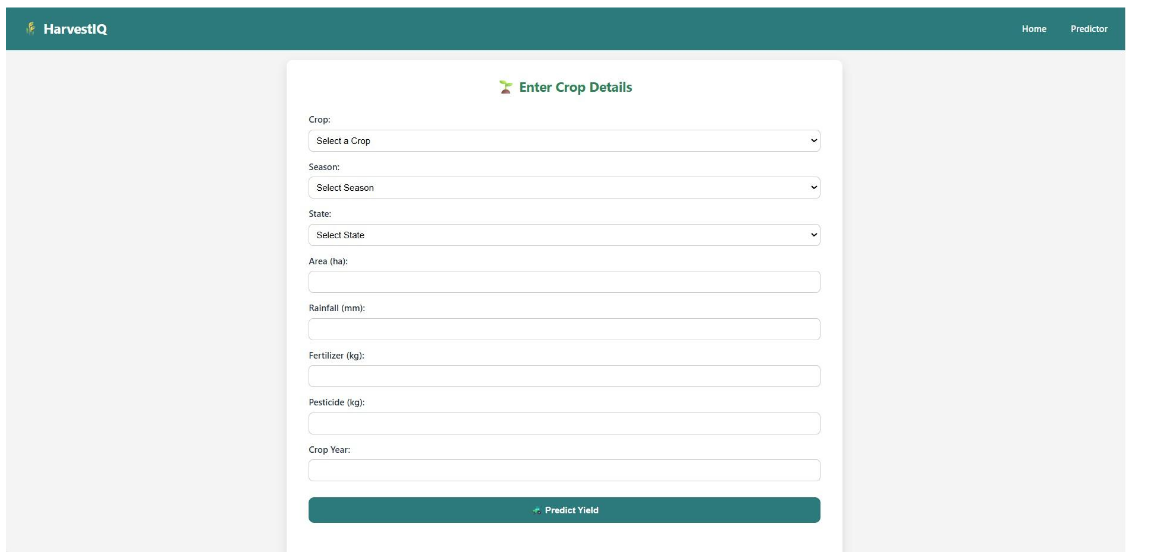 HarvestIQ
Home
Predictor
Enter Crop Details
Crop:
Select a Crop
Season:
Select Season
State:
Select State
Area (ha):
Rainfall (mm):
Fertilizer (kg):
Pesticide (kg):
Crop Year:
Predict Yield